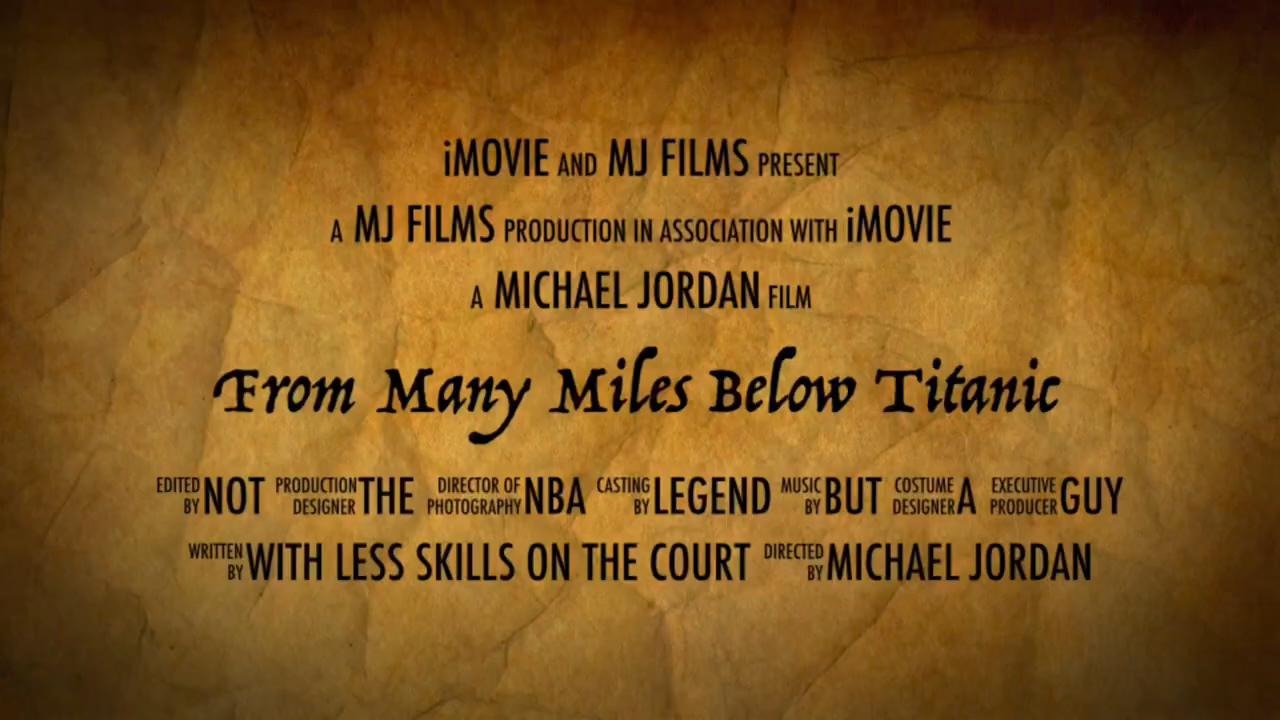 iMOVIE AND MJ FILMS PRESENT
A MJ FILMS PRODUCTION IN ASSOCIATION WITH iMOVIE
A MICHAEL JORDAN FILM
From Many Miles Below Titanic
EDITED BY NOT PRODUCTION DESIGNER THE DIRECTOR OF PHOTOGRAPHY NBA CASTING BY LEGEND MUSIC BY BUT COSTUME DESIGNER A EXECUTIVE PRODUCER GUY
WRITTEN BY WITH LESS SKILLS ON THE COURT DIRECTED BY MICHAEL JORDAN